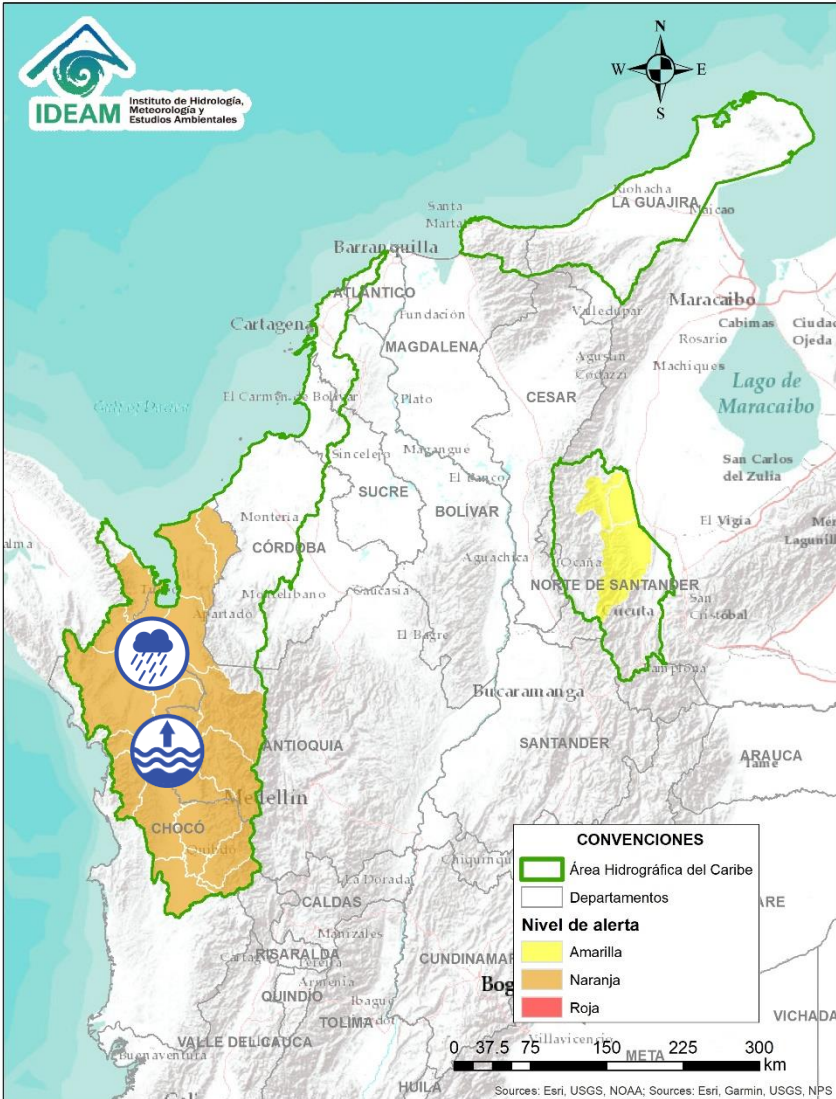 IDEAM
Instituto de Hidrología,
Meteorología y
Estudios Ambientales
N
W
E
S
Riohacha
LA GUAJIRA
Maicao
Santa
Marta
Barranquilla
ATLÁNTICO
Maracaibo
Cabimas
Ciudad
Ojeda
Rosario
Machiques
Valledupar
Fundación
Cartagena
MAGDALENA
Agustín
Codazzi
CESAR
Lago de
Maracaibo
El Carmen de Bolívar
Plato
Sincelejo
Magangué
SUCRE
El Banco
BOLÍVAR
San Carlos
del Zulia
El Vigía
Montería
CÓRDOBA
Aguachica
Ocaña
NORTE DE SANTANDER
San
Cristóbal
Cúcuta
Montelibano
Caucasia
Apartadó
El Bagre
Pamplona
Bucaramanga
ANTIOQUIA
SANTANDER
ARAUCA
Tame
Medellín
CHOCÓ
Quibdó
La Dorada
CALDAS
Manizales
RISARALDA
Pereira
Armenia
QUINDÍO
Ibagué
TOLIMA
CUNDINAMAR
Bog
Villavicencio
META
VICHADA
VALLE DEL CAUCA
Buenaventura
HUILA
CONVENCIONES
Área Hidrográfica del Caribe
Departamentos
Nivel de alerta
Amarilla
Naranja
Roja
0 37.5 75 150 225 300
km
Sources: Esri, USGS, NOAA; Sources: Esri, Garmin, USGS, NPS